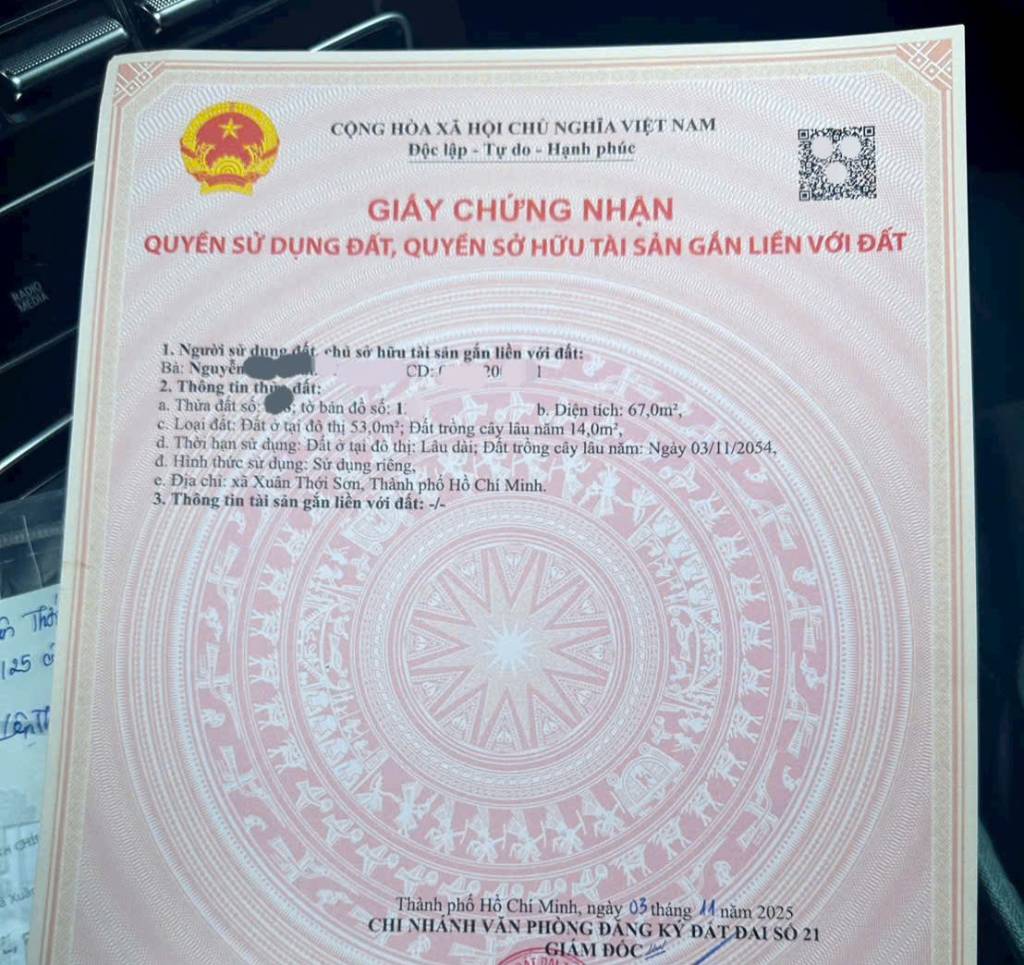 CỘNG HÒA XÃ HỘI CHỦ NGHĨA VIỆT NAM
Độc lập - Tự do - Hạnh phúc
GIẤY CHỨNG NHẬN
QUYỀN SỬ DỤNG ĐẤT, QUYỀN SỞ HỮU TÀI SẢN GẮN LIỀN VỚI ĐẤT
1. Người sử dụng đất, chủ sở hữu tài sản gắn liền với đất:
Bà: Nguyễn CD: 20 1
2. Thông tin thửa đất:
a. Thửa đất số: ; tờ bản đồ số: 1 b. Diện tích: 67,0m²,
c. Loại đất: Đất ở tại đô thị 53,0m²; Đất trồng cây lâu năm 14,0m²,
d. Thời hạn sử dụng: Đất ở tại đô thị: Lâu dài; Đất trồng cây lâu năm: Ngày 03/11/2054,
đ. Hình thức sử dụng: Sử dụng riêng,
e. Địa chỉ: xã Xuân Thới Sơn, Thành phố Hồ Chí Minh.
3. Thông tin tài sản gắn liền với đất: -/-
RADIO
MEDIA
125
Thành phố Hồ Chí Minh, ngày 03 tháng 11 năm 2025
CHI NHÁNH VĂN PHÒNG ĐĂNG KÝ ĐẤT ĐAI SỐ 21
GIÁM ĐỐC